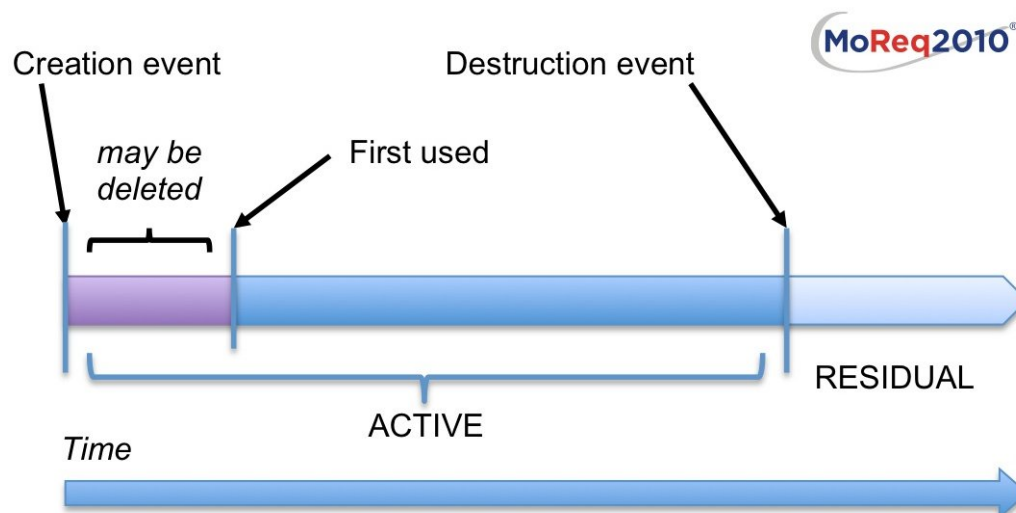 MoReq2010®
Creation event
Destruction event
may be
deleted
First used
RESIDUAL
ACTIVE
Time